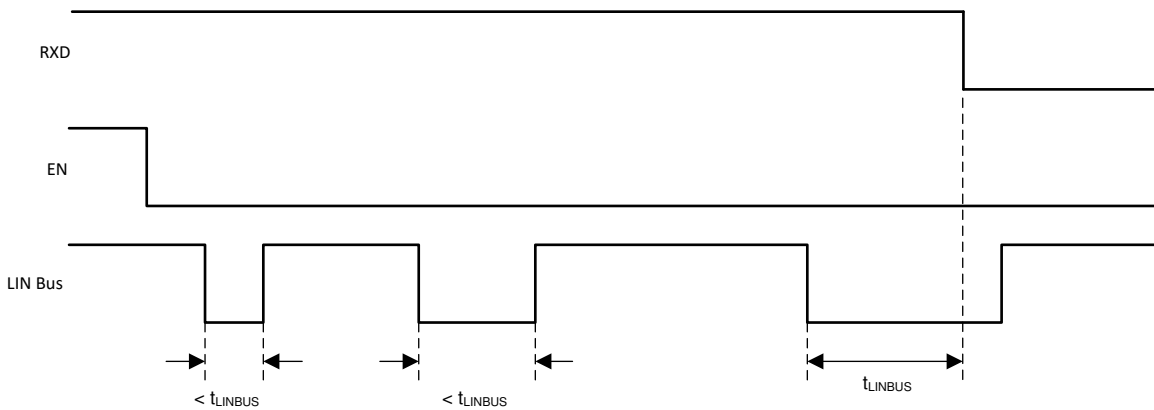 RXD
EN
LIN Bus
< tLINBUS
< tLINBUS
tLINBUS